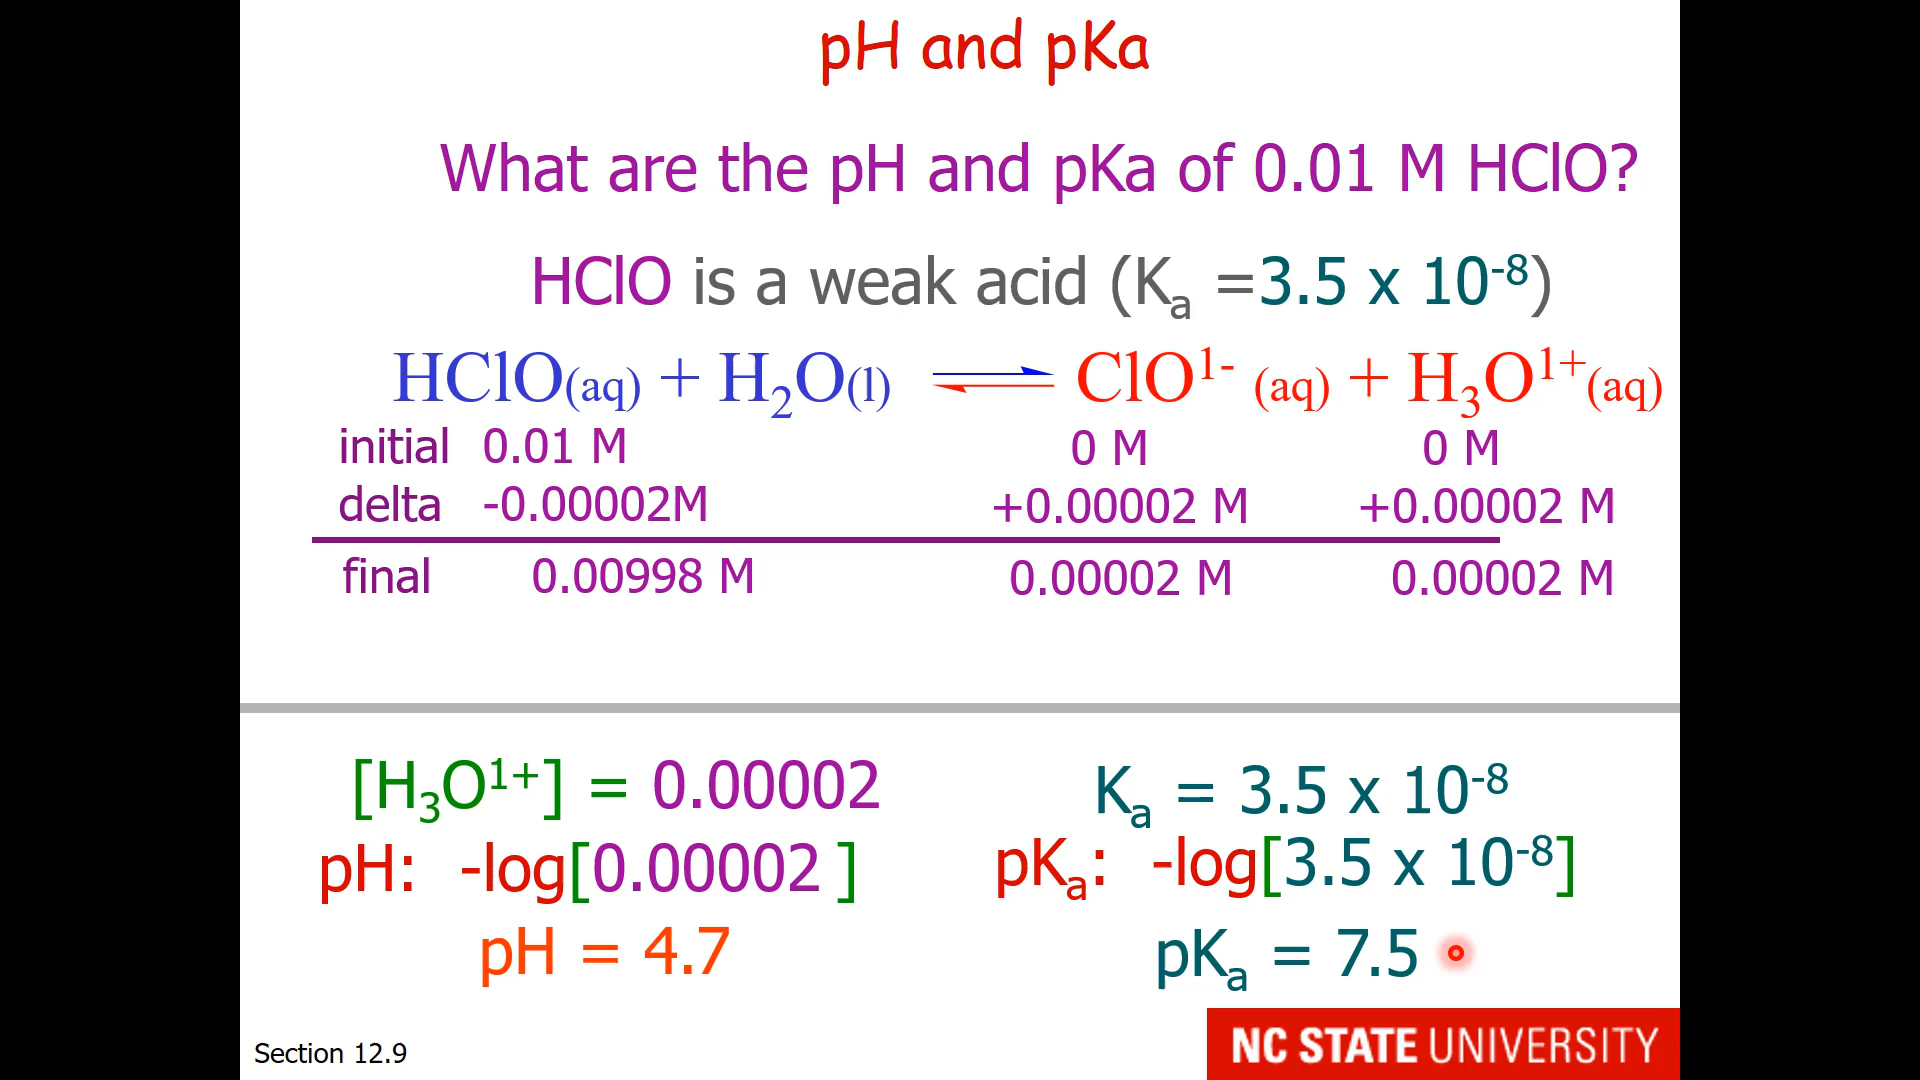 pH and pKa
What are the pH and pKa of 0.01 M HClO?
HClO is a weak acid (Kₐ =3.5 x 10⁻⁸)
HClO(aq) + H₂O(l) ⇌ ClO¹⁻ (aq) + H₃O¹⁺(aq)
initial 0.01 M 0 M 0 M
delta -0.00002M +0.00002 M +0.00002 M
final 0.00998 M 0.00002 M 0.00002 M
[H₃O¹⁺] = 0.00002
pH: -log[0.00002 ]
pH = 4.7
Kₐ = 3.5 x 10⁻⁸
pKₐ: -log[3.5 x 10⁻⁸]
pKₐ = 7.5
Section 12.9
NC STATE UNIVERSITY